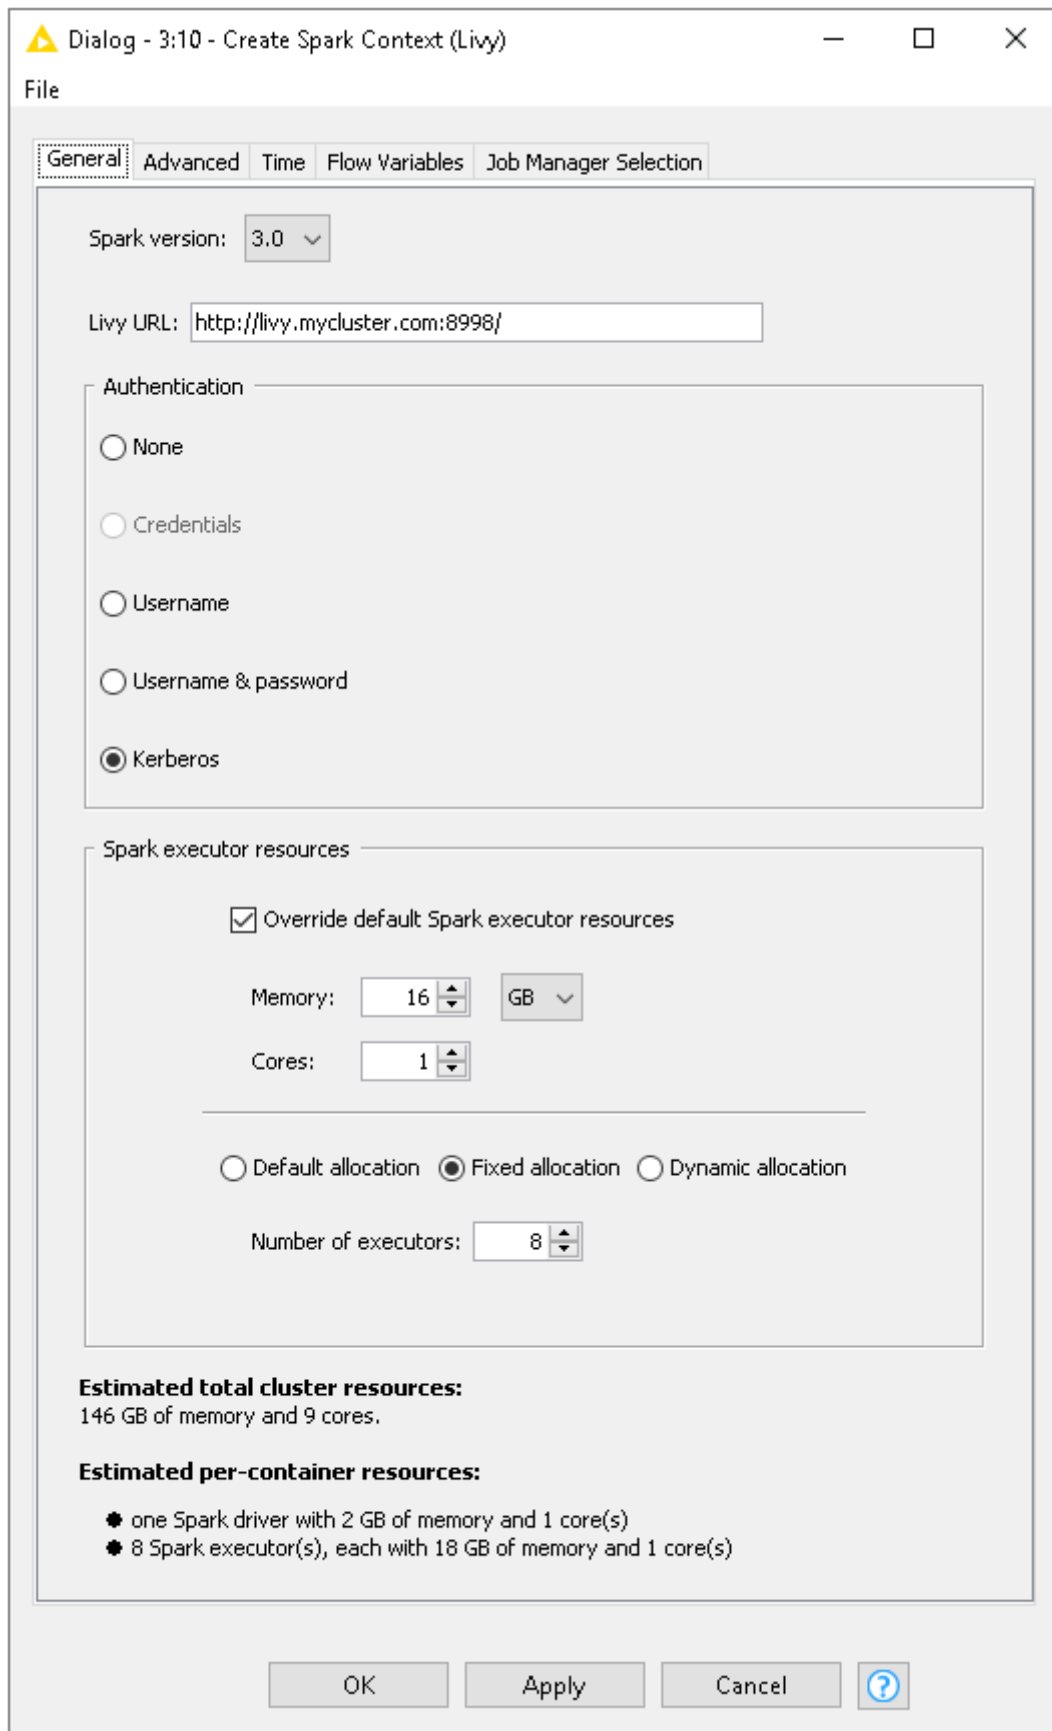 Dialog - 3:10 - Create Spark Context (Livy)
File
General Advanced Time Flow Variables Job Manager Selection
Spark version: 3.0
Livy URL: http://livy.mycluster.com:8998/
Authentication
None
Credentials
Username
Username & password
Kerberos
Spark executor resources
Override default Spark executor resources
Memory: 16 GB
Cores: 1
Default allocation Fixed allocation Dynamic allocation
Number of executors: 8
Estimated total cluster resources:
146 GB of memory and 9 cores.
Estimated per-container resources:
one Spark driver with 2 GB of memory and 1 core(s)
8 Spark executor(s), each with 18 GB of memory and 1 core(s)
OK Apply Cancel ?